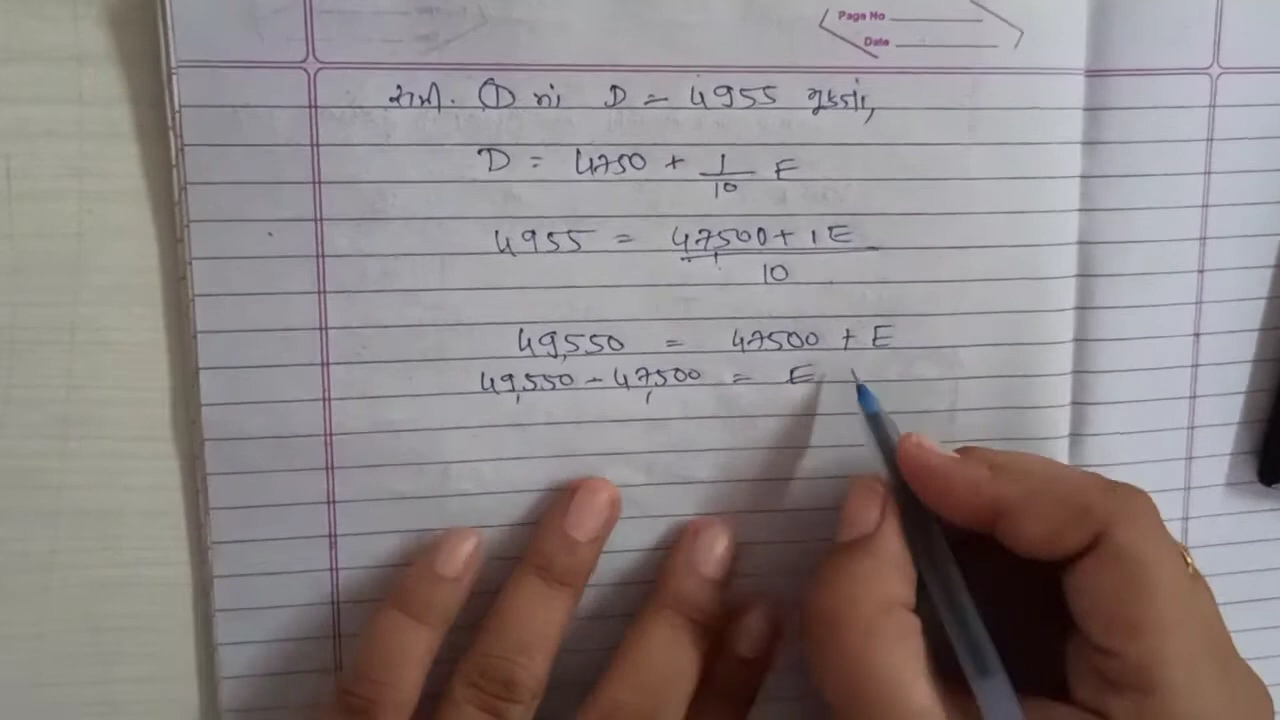 Page No
Date
સમી. ① માં D = 4955 મુકતાં,
D = 4750 + 1/10 E
4955 = 47500 + 1E / 10
49,550 = 47500 + E
49,550 - 47,500 = E